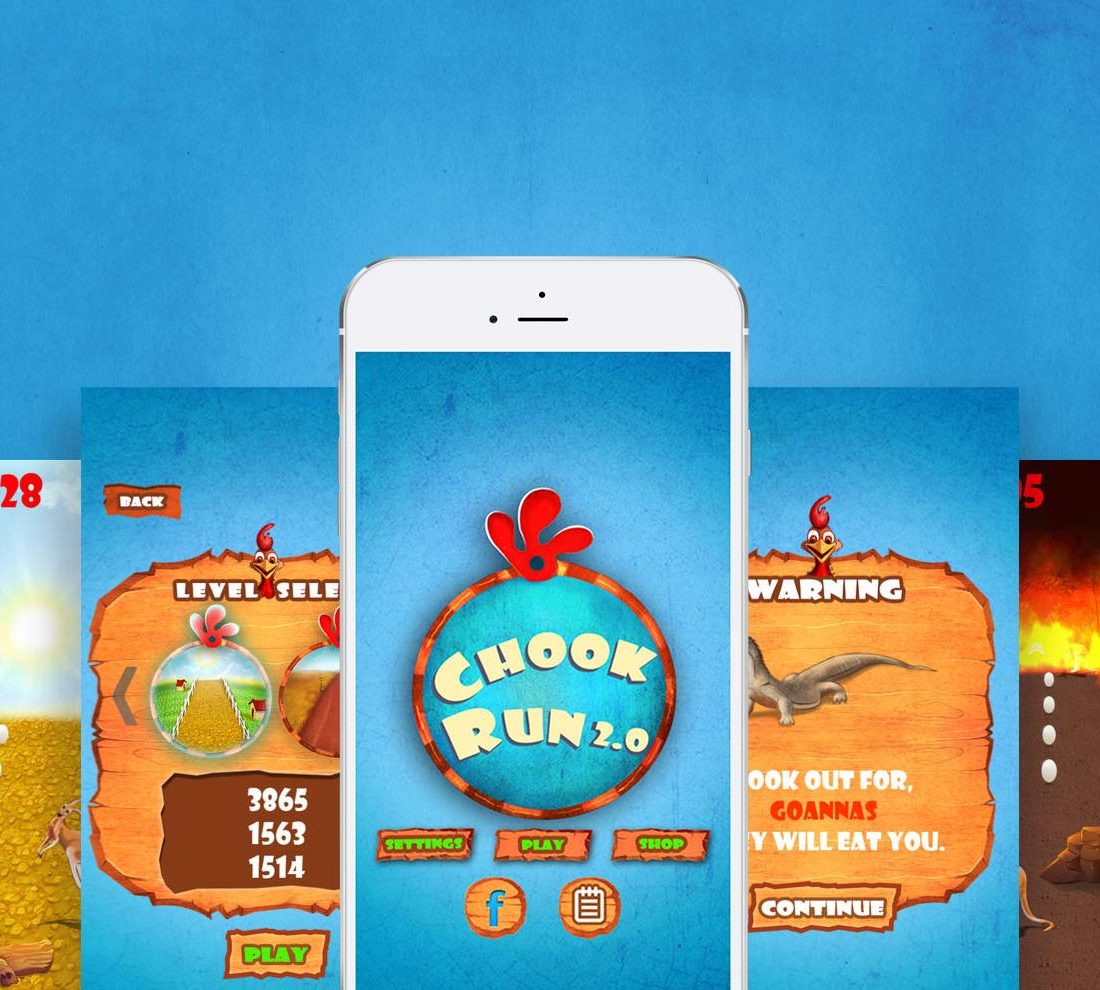 28
BACK
LEVEL SELE
3865
1563
1514
PLAY
CHOOK
RUN 2.0
SETTINGS
PLAY
SHOP
f
WARNING
OOK OUT FOR,
GOANNAS
Y WILL EAT YOU.
CONTINUE
5